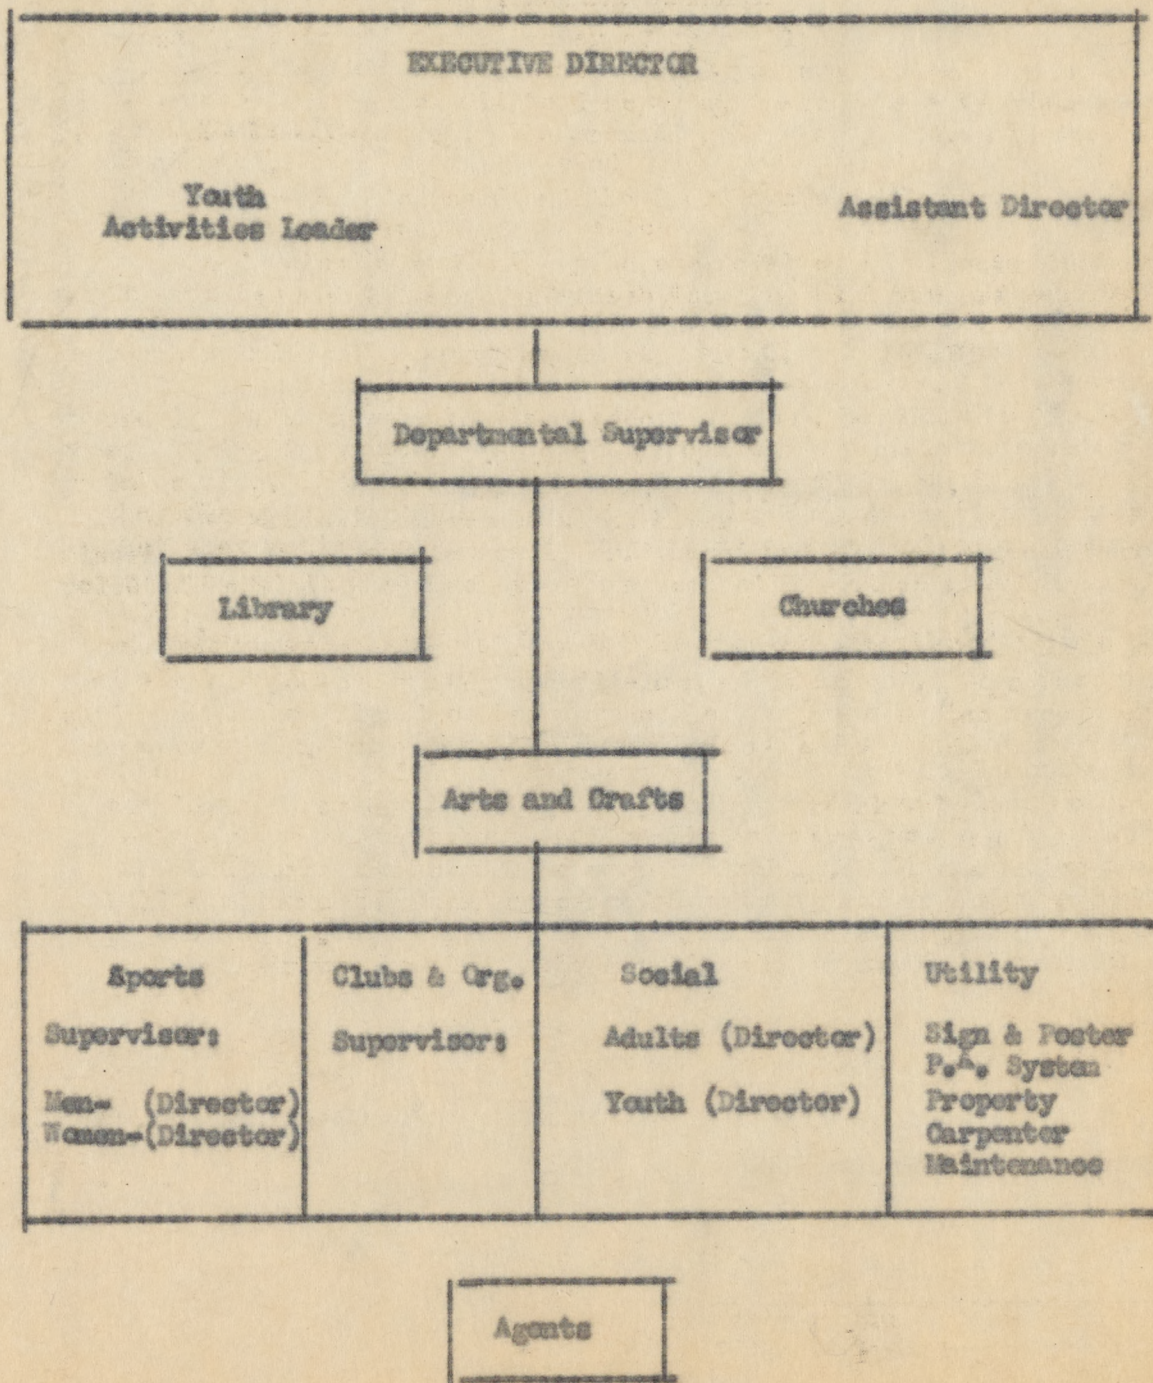 EXECUTIVE DIRECTOR
Youth
Activities Leader
Assistant Director
Departmental Supervisor
Library
Churches
Arts and Crafts
Sports
Supervisor:
Men- (Director)
Women-(Director)
Clubs & Org.
Supervisor:
Social
Adults (Director)
Youth (Director)
Utility
Sign & Poster
P.A. System
Property
Carpenter
Maintenance
Agents